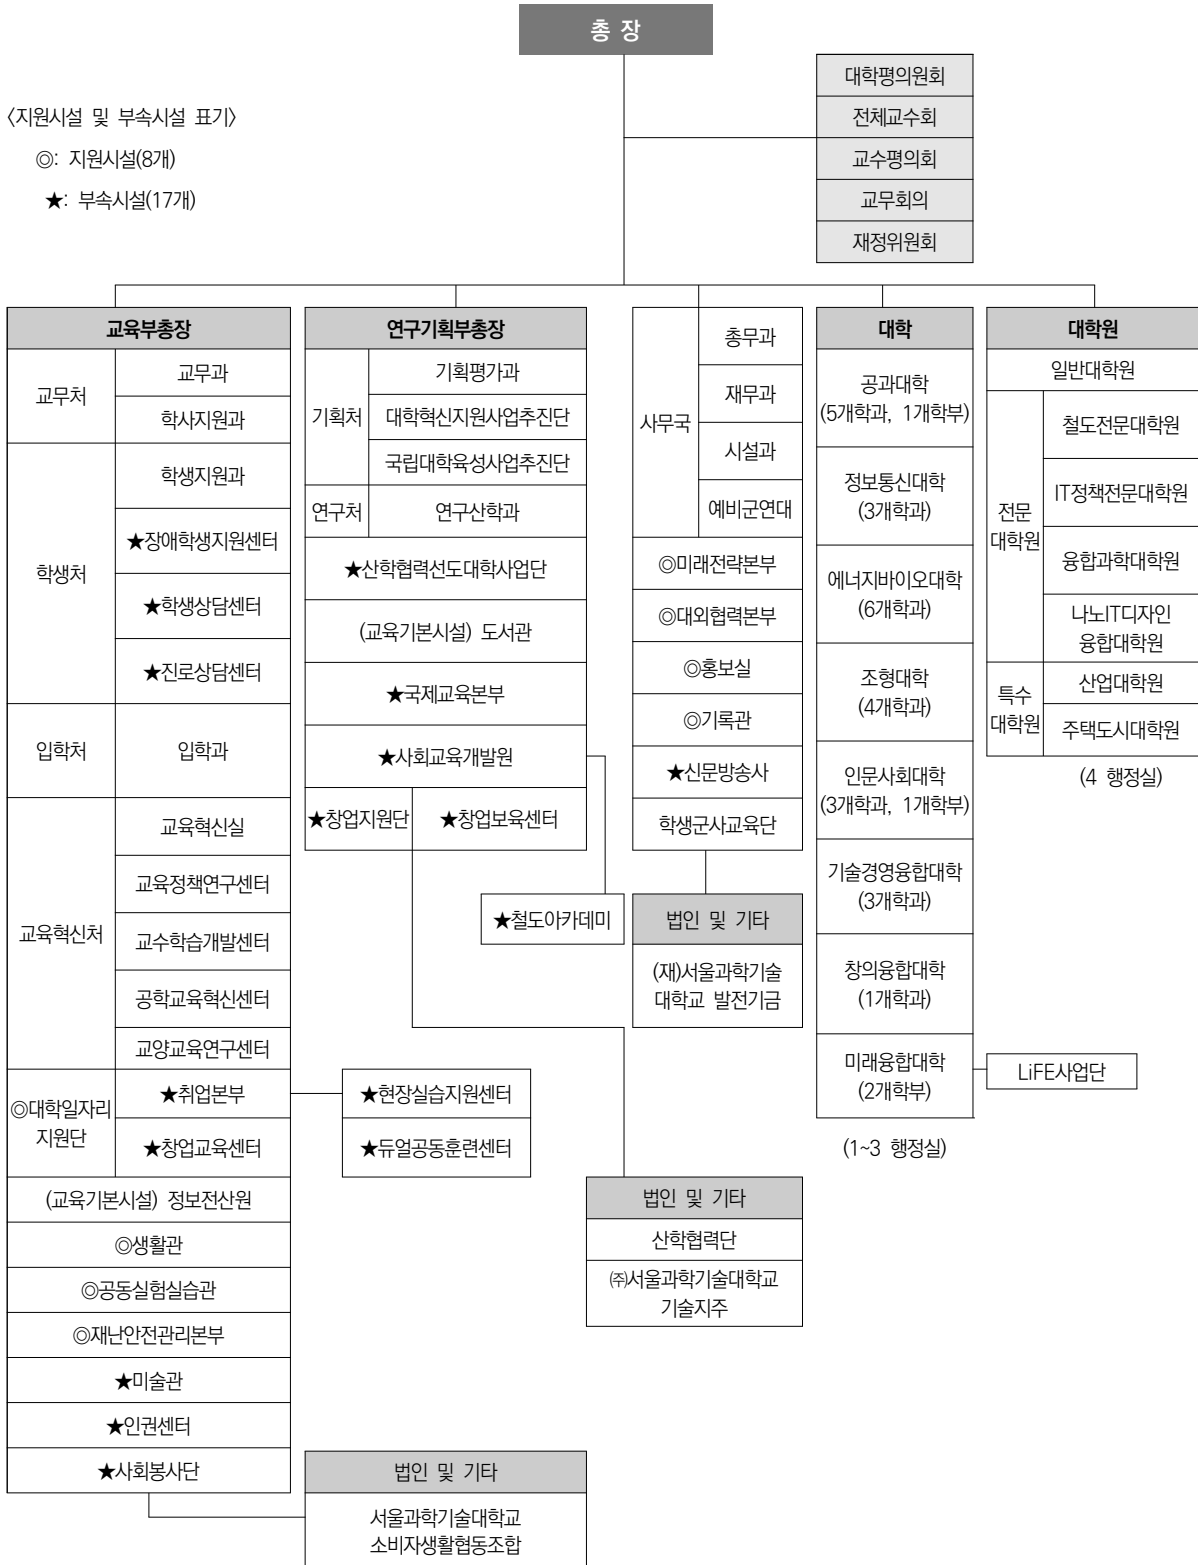 총 장
대학평의원회
전체교수회
교수평의회
교무회의
재정위원회
〈지원시설 및 부속시설 표기〉
◎: 지원시설(8개)
★: 부속시설(17개)
교육부총장
교무처
교무과
학사지원과
학생처
학생지원과
★장애학생지원센터
★학생상담센터
★진로상담센터
입학처
입학과
교육혁신처
교육혁신실
교육정책연구센터
교수학습개발센터
공학교육혁신센터
교양교육연구센터
◎대학일자리
지원단
★취업본부
★창업교육센터
★현장실습지원센터
★듀얼공동훈련센터
(교육기본시설) 정보전산원
◎생활관
◎공동실험실습관
◎재난안전관리본부
★미술관
★인권센터
★사회봉사단
법인 및 기타
서울과학기술대학교
소비자생활협동조합
연구기획부총장
기획처
기획평가과
대학혁신지원사업추진단
국립대학육성사업추진단
연구처
연구산학과
★산학협력선도대학사업단
(교육기본시설) 도서관
★국제교육본부
★사회교육개발원
★창업지원단
★창업보육센터
★철도아카데미
법인 및 기타
산학협력단
㈜서울과학기술대학교
기술지주
사무국
총무과
재무과
시설과
예비군연대
◎미래전략본부
◎대외협력본부
◎홍보실
◎기록관
★신문방송사
학생군사교육단
법인 및 기타
(재)서울과학기술
대학교 발전기금
대학
공과대학
(5개학과, 1개학부)
정보통신대학
(3개학과)
에너지바이오대학
(6개학과)
조형대학
(4개학과)
인문사회대학
(3개학과, 1개학부)
기술경영융합대학
(3개학과)
창의융합대학
(1개학과)
미래융합대학
(2개학부)
LiFE사업단
(1~3 행정실)
대학원
일반대학원
전문
대학원
철도전문대학원
IT정책전문대학원
융합과학대학원
나노IT디자인
융합대학원
특수
대학원
산업대학원
주택도시대학원
(4 행정실)